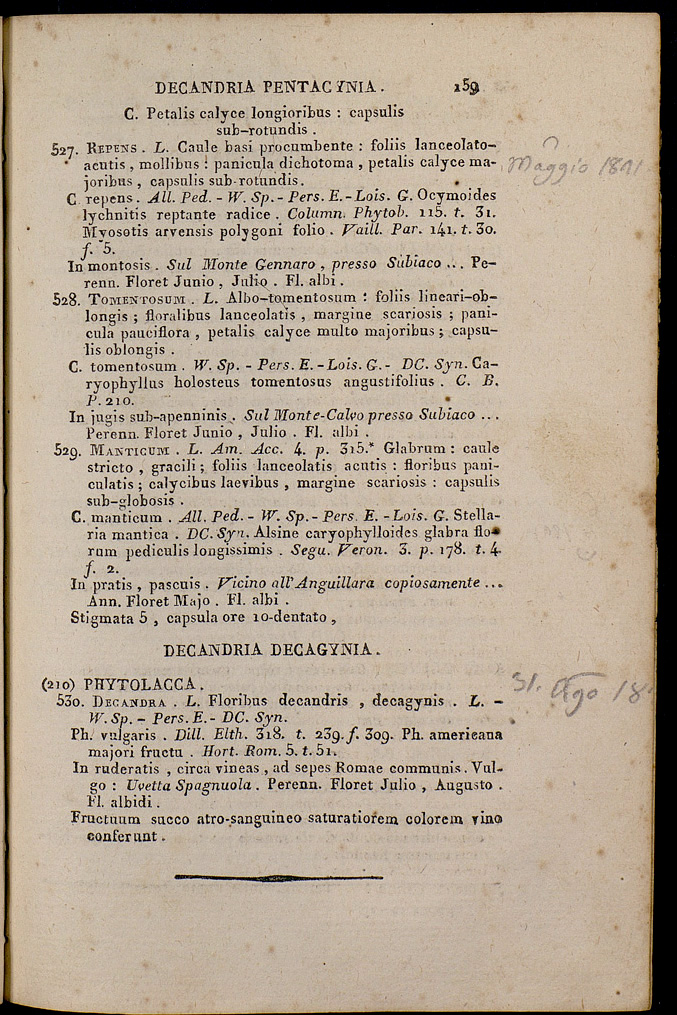 DECANDRIA PENTAGYNIA. 159
C. Petalis calyce longioribus : capsulis
sub-rotundis .
527. REPENS . L. Caule basi procumbente : foliis lanceolato-
acutis , mollibus : panicula dichotoma , petalis calyce ma-
joribus , capsulis sub-rotundis.
Maggio 1841
C repens . All. Ped. - W. Sp. - Pers. E. - Lois. G. Ocymoides
lychnitis reptante radice . Column. Phytob. 115. t. 31.
Myosotis arvensis polygoni folio . Vaill. Par. 141. t. 30.
f. 5.
In montosis . Sul Monte Gennaro , presso Subiaco ... Pe-
renn. Floret Junio , Julio . Fl. albi .
528. TOMENTOSUM . L. Albo-tomentosum : foliis lineari-ob-
longis ; floralibus lanceolatis , margine scariosis ; pani-
cula pauciflora , petalis calyce multo majoribus ; capsu-
lis oblongis .
C. tomentosum . W. Sp. - Pers. E. - Lois. G. - DC. Syn. Ca-
ryophyllus holosteus tomentosus angustifolius . C. B.
P. 210.
In jugis sub-apenninis . Sul Monte-Calvo presso Subiaco ...
Perenn. Floret Junio , Julio . Fl. albi .
529. MANTICUM . L. Am. Acc. 4. p. 315.* Glabrum : caule
stricto , gracili ; foliis lanceolatis acutis : floribus pani-
culatis ; calycibus laevibus , margine scariosis : capsulis
sub-globosis .
C. manticum . All. Ped. - W. Sp. - Pers. E. - Lois. G. Stella-
ria mantica . DC. Syn. Alsine caryophylloides glabra flo-
rum pediculis longissimis . Segu. Veron. 3. p. 178. t. 4.
f. 2.
In pratis , pascuis . Vicino all'Anguillara copiosamente ...
Ann. Floret Majo . Fl. albi .
Stigmata 5 , capsula ore 10-dentato ,
DECANDRIA DECAGYNIA.
(210) PHYTOLACCA.
31. Ago 18
530. DECANDRA . L. Floribus decandris , decagynis . L. -
W. Sp. - Pers. E. - DC. Syn.
Ph. vulgaris . Dill. Elth. 318. t. 239. f. 309. Ph. americana
majori fructu . Hort. Rom. 5. t. 51.
In ruderatis , circa vineas , ad sepes Romae communis. Vul-
go : Uvetta Spagnuola . Perenn. Floret Julio , Augusto .
Fl. albidi .
Fructuum succo atro-sanguineo saturatiorem colorem vino
conferunt .